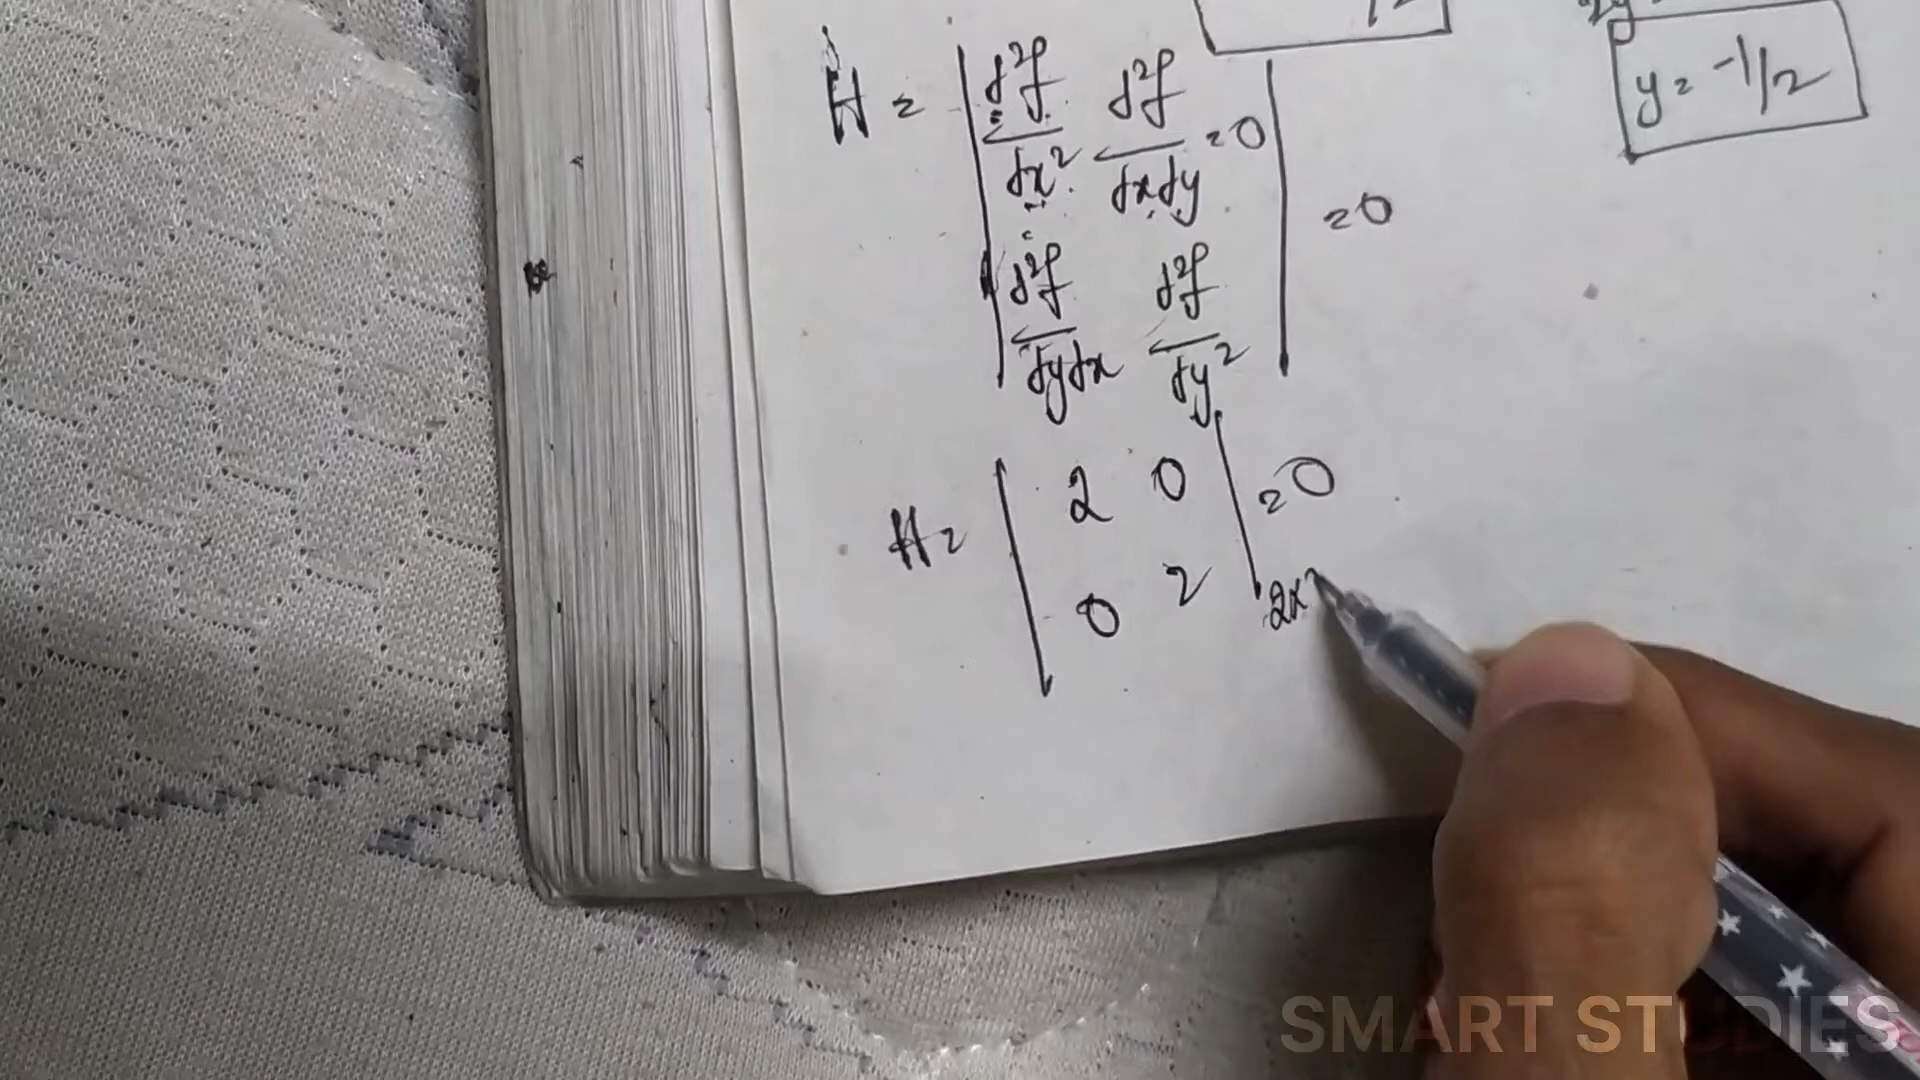 y = -1/2
H = | d²f/dx² d²f/dxdy = 0 | = 0
| d²f/dydx d²f/dy² |
H = | 2 0 | = 0
| 0 2 | 2x
SMART STUDIES